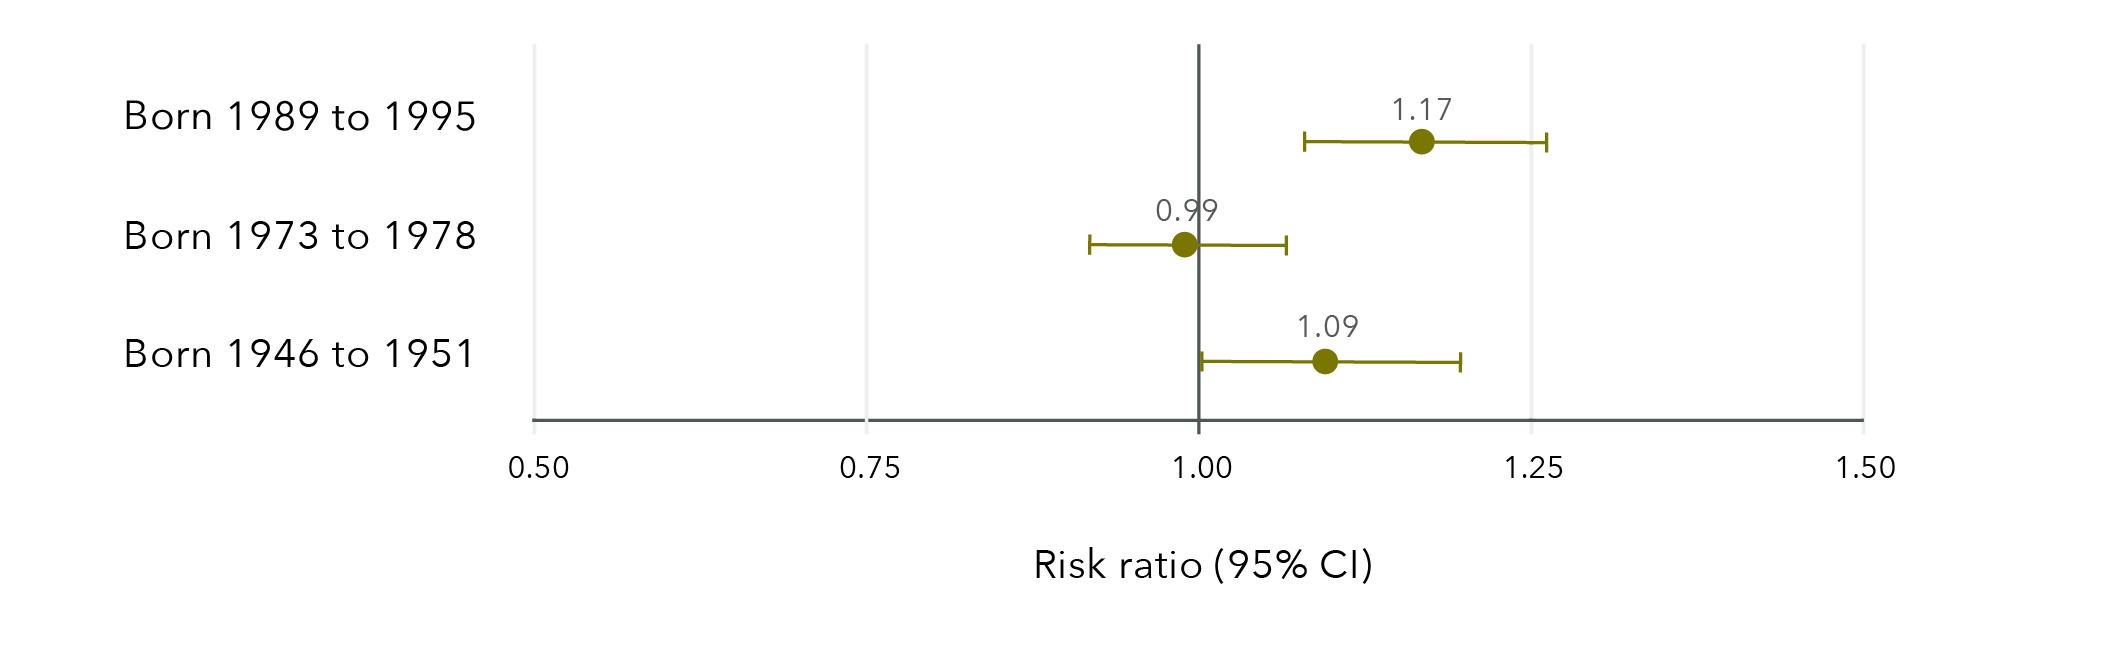 1.17
Born 1989 to 1995
0.99
Born 1973 to 1978
1.09
Born 1946 to 1951
0.50 0.75 1.00 1.25 1.50
Risk ratio (95% CI)